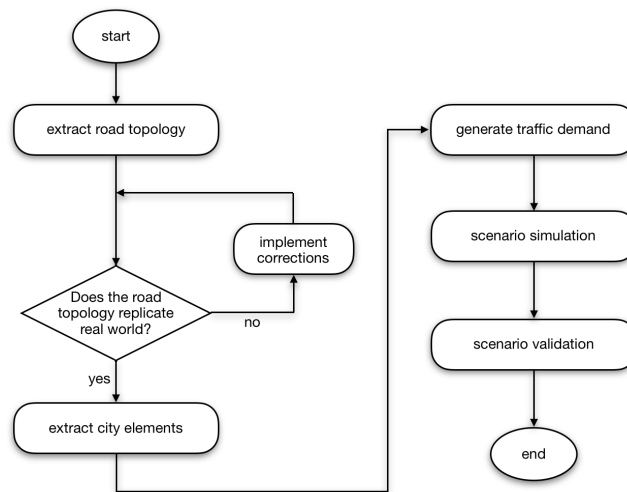 start
extract road topology
implement
corrections
Does the road
topology replicate
real world?
no
yes
extract city elements
generate traffic demand
scenario simulation
scenario validation
end